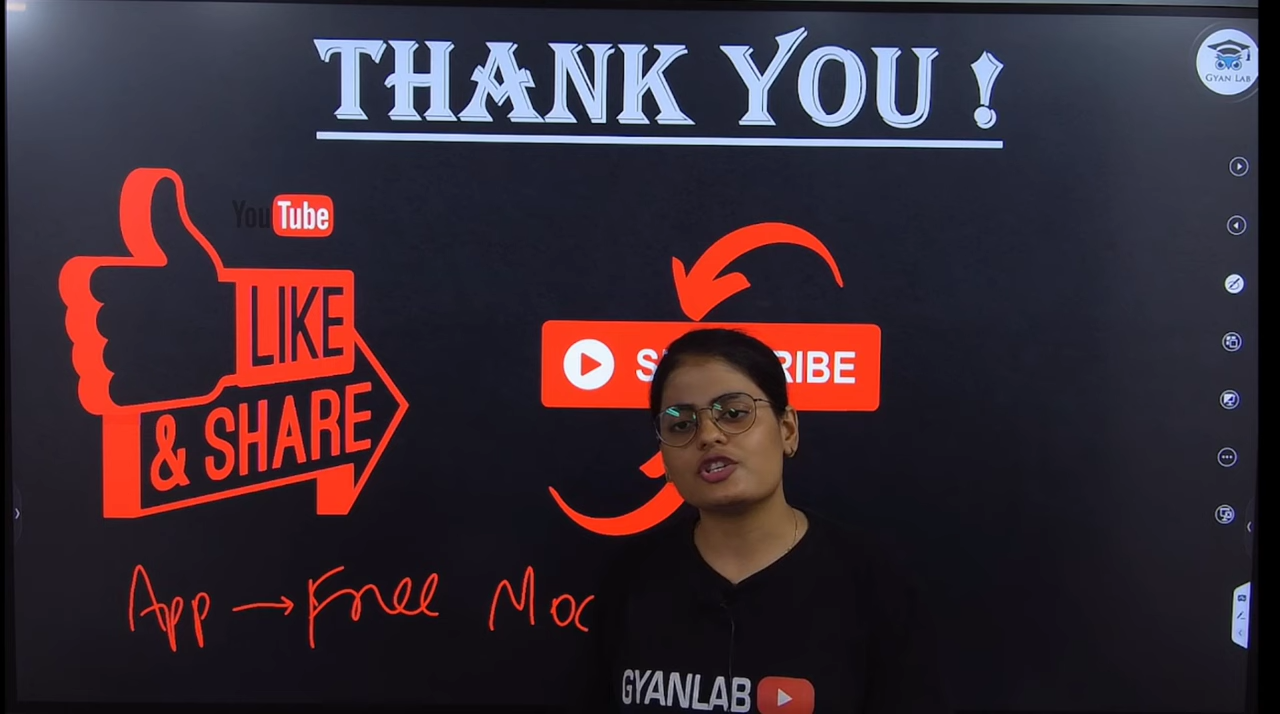 THANK YOU !
GYAN LAB
YouTube
LIKE
& SHARE
S RIBE
App → Free Moc
GYANLAB